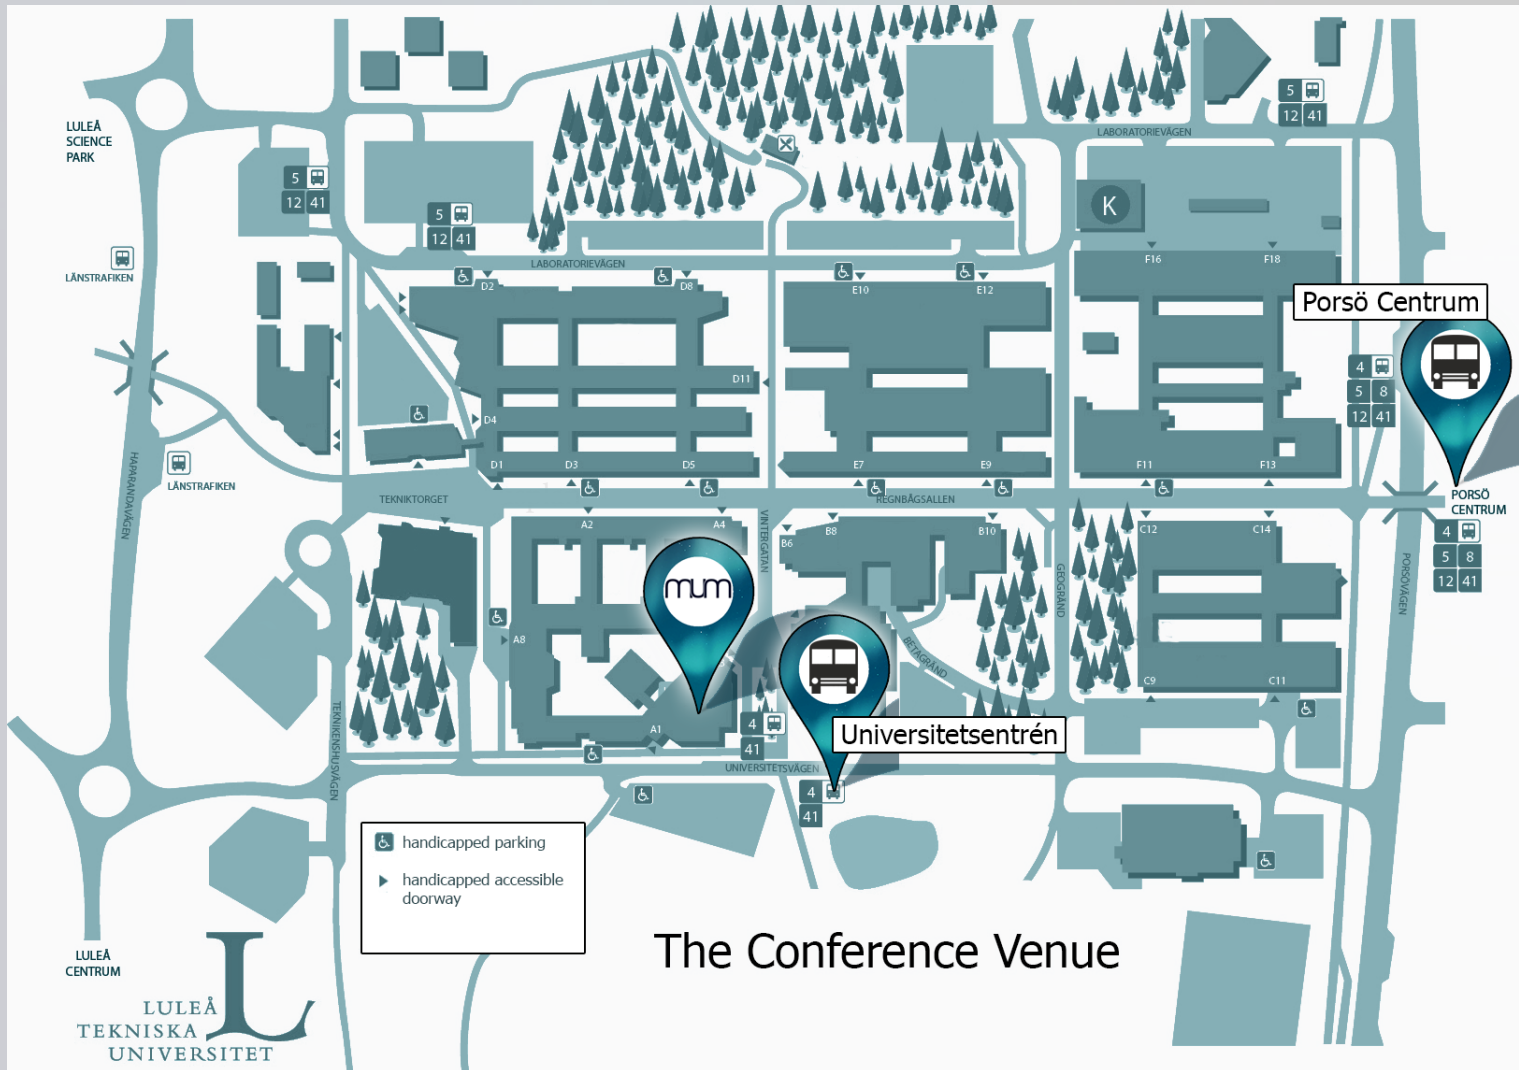 LULEÅ
SCIENCE
PARK
5
12 41
5
12 41
5
12 41
LABORATORIEVÄGEN
K
LÄNSTRAFIKEN
LABORATORIEVÄGEN
F16
F18
D2
D8
E10
E12
Porsö Centrum
4
5 8
12 41
D11
D4
HAPARANDAVÄGEN
LÄNSTRAFIKEN
D1
D3
D5
E7
E9
F11
F13
TEKNIKTORGET
REGNBÅGSALLEN
PORSÖ
CENTRUM
4
5 8
12 41
A2
A4
VINTERGATAN
B6
B8
B10
C12
C14
mum
GEOGRÄND
PORSÖVÄGEN
A8
BETAGRÄND
C9
C11
TEKNIKENSHUSVÄGEN
A1
4
41
Universitetsentrén
UNIVERSITETSVÄGEN
4
41
handicapped parking
handicapped accessible
doorway
The Conference Venue
LULEÅ
CENTRUM
L
LULEÅ
TEKNISKA
UNIVERSITET